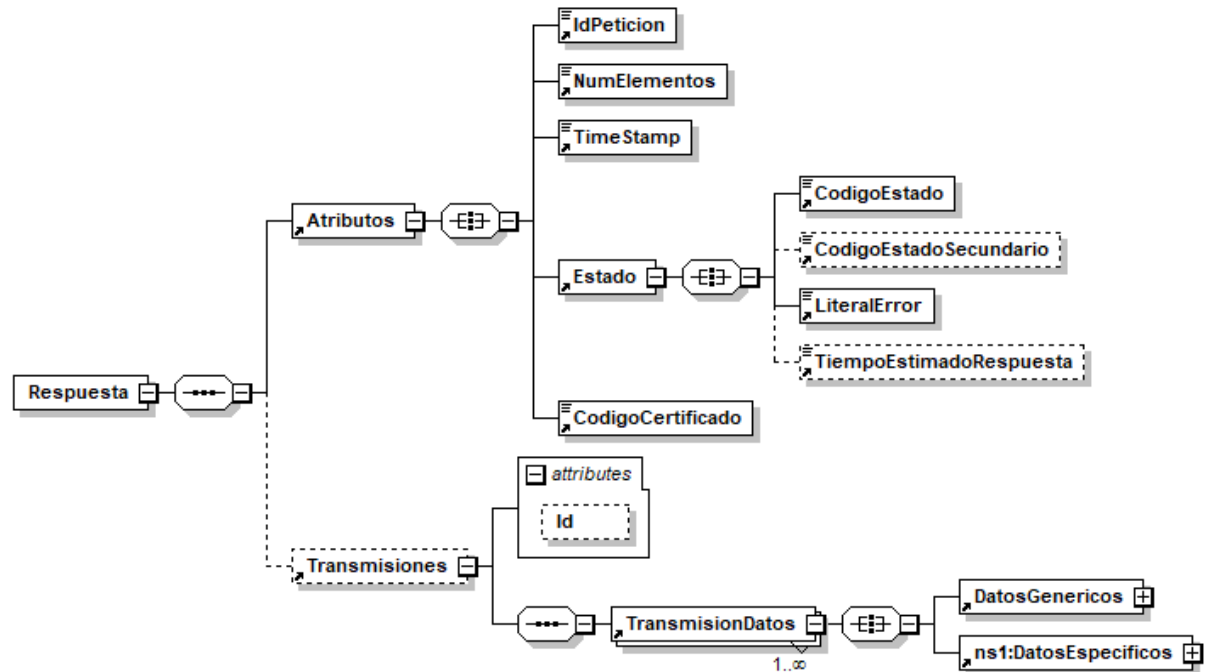 IdPeticion
NumElementos
TimeStamp
CodigoEstado
Atributos
CodigoEstadoSecundario
Estado
LiteralError
TiempoEstimadoRespuesta
Respuesta
CodigoCertificado
attributes
Id
Transmisiones
DatosGenericos
TransmisionDatos
1..∞
ns1:DatosEspecificos